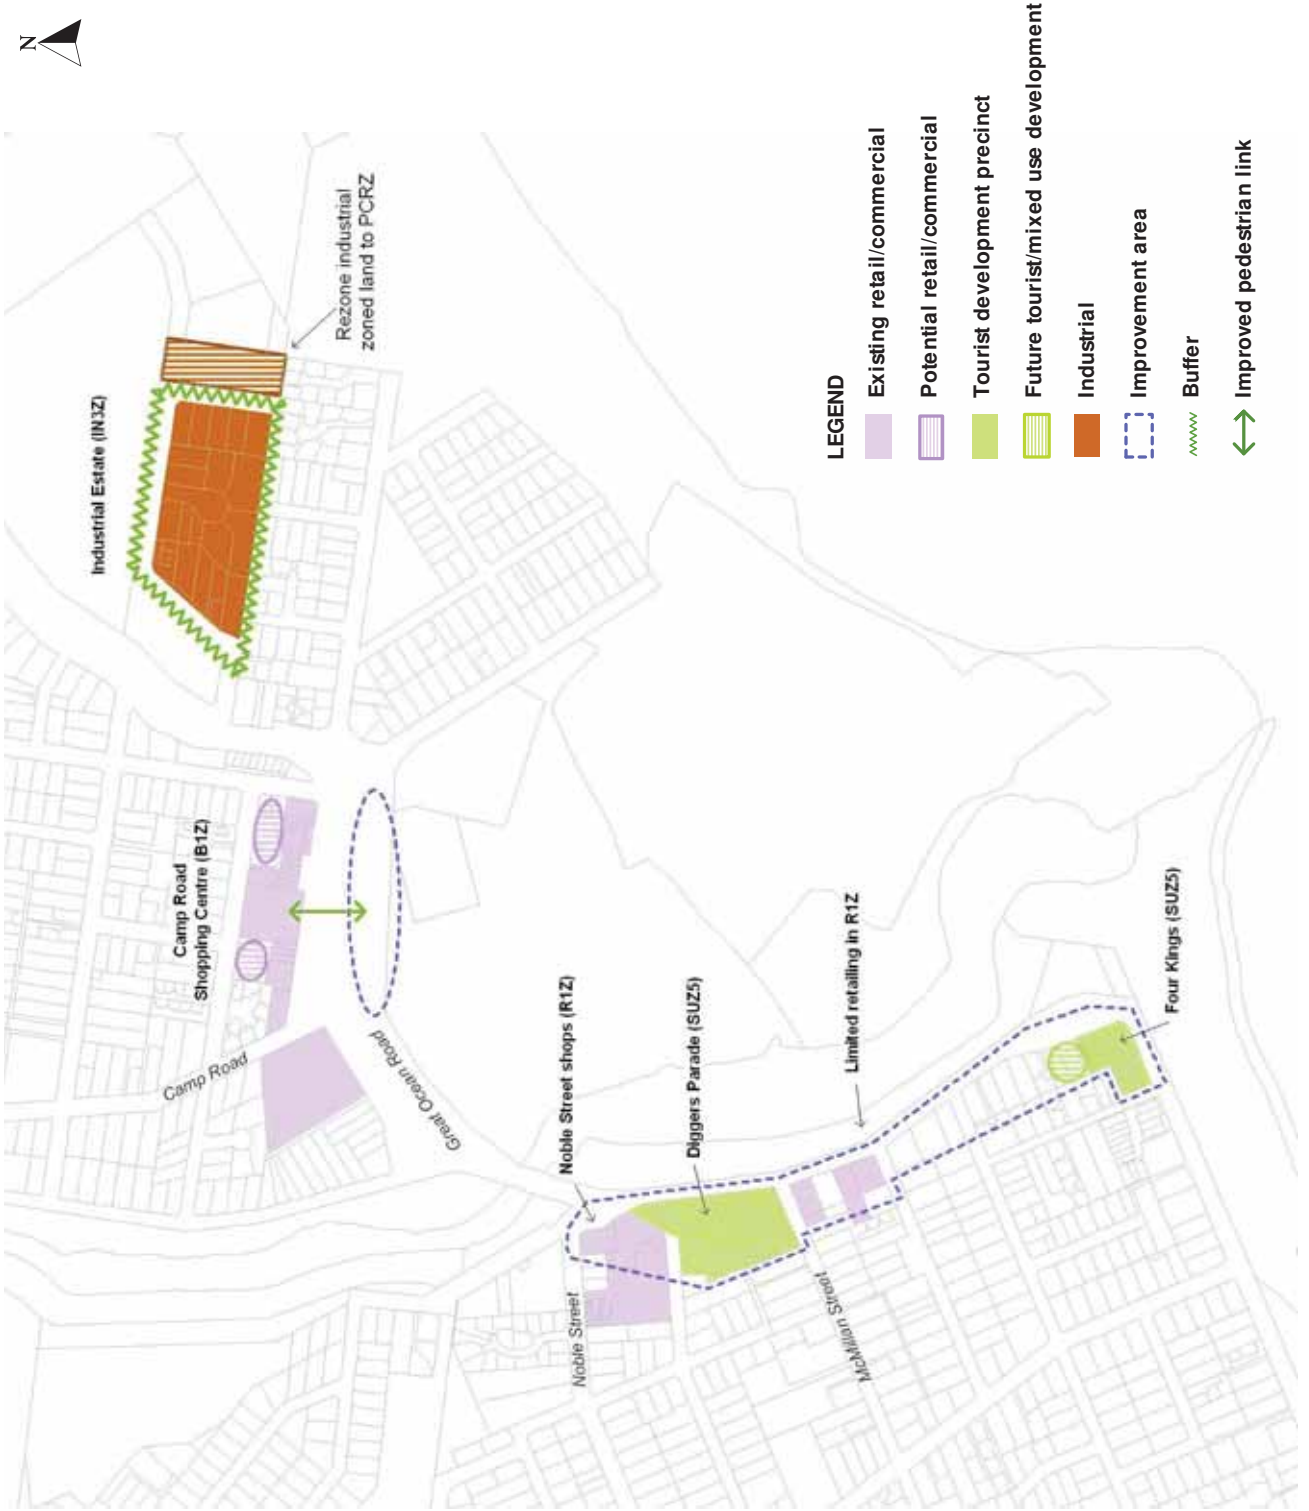 N
Rezone industrial
zoned land to PCRZ
Industrial Estate (IN3Z)
Camp Road
Shopping Centre (B1Z)
Camp Road
Great Ocean Road
Noble Street shops (R1Z)
Noble Street
Diggers Parade (SUZ5)
McMillan Street
Limited retailing in R1Z
Four Kings (SUZ5)
LEGEND
Existing retail/commercial
Potential retail/commercial
Tourist development precinct
Future tourist/mixed use development
Industrial
Improvement area
Buffer
Improved pedestrian link